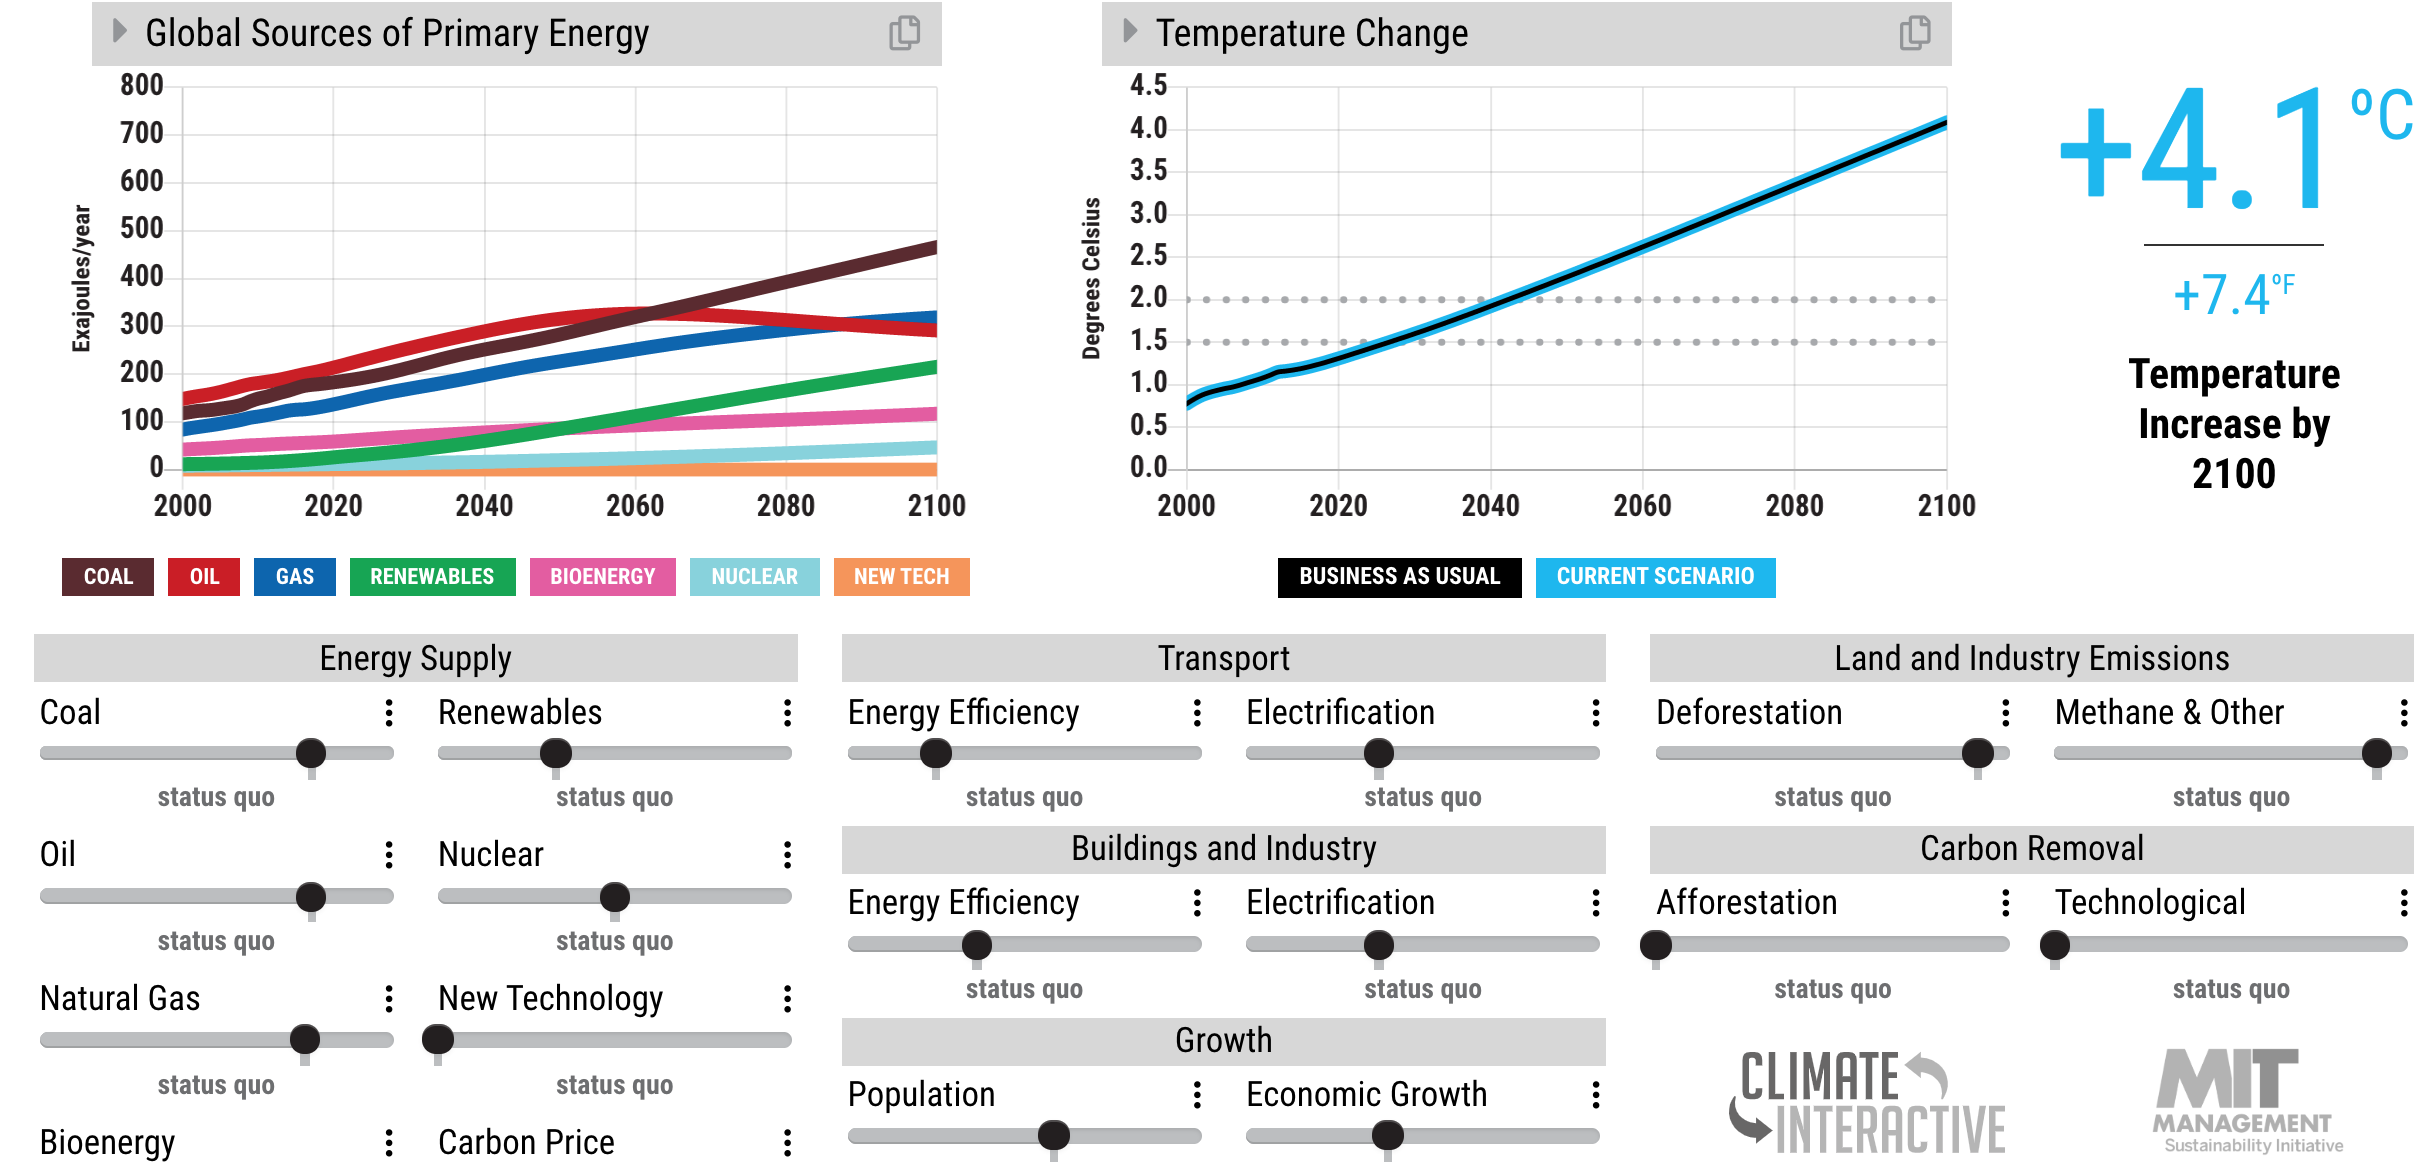 Global Sources of Primary Energy
800
700
600
500
400
300
200
100
0
Exajoules/year
2000 2020 2040 2060 2080 2100
COAL OIL GAS RENEWABLES BIOENERGY NUCLEAR NEW TECH
Temperature Change
4.5
4.0
3.5
3.0
2.5
2.0
1.5
1.0
0.5
0.0
Degrees Celsius
2000 2020 2040 2060 2080 2100
BUSINESS AS USUAL CURRENT SCENARIO
+4.1 ºC
+7.4ºF
Temperature
Increase by
2100
Energy Supply
Coal Renewables
status quo status quo
Oil Nuclear
status quo status quo
Natural Gas New Technology
status quo status quo
Bioenergy Carbon Price
Transport
Energy Efficiency Electrification
status quo status quo
Buildings and Industry
Energy Efficiency Electrification
status quo status quo
Growth
Population Economic Growth
Land and Industry Emissions
Deforestation Methane & Other
status quo status quo
Carbon Removal
Afforestation Technological
status quo status quo
CLIMATE
INTERACTIVE
MIT
MANAGEMENT
Sustainability Initiative